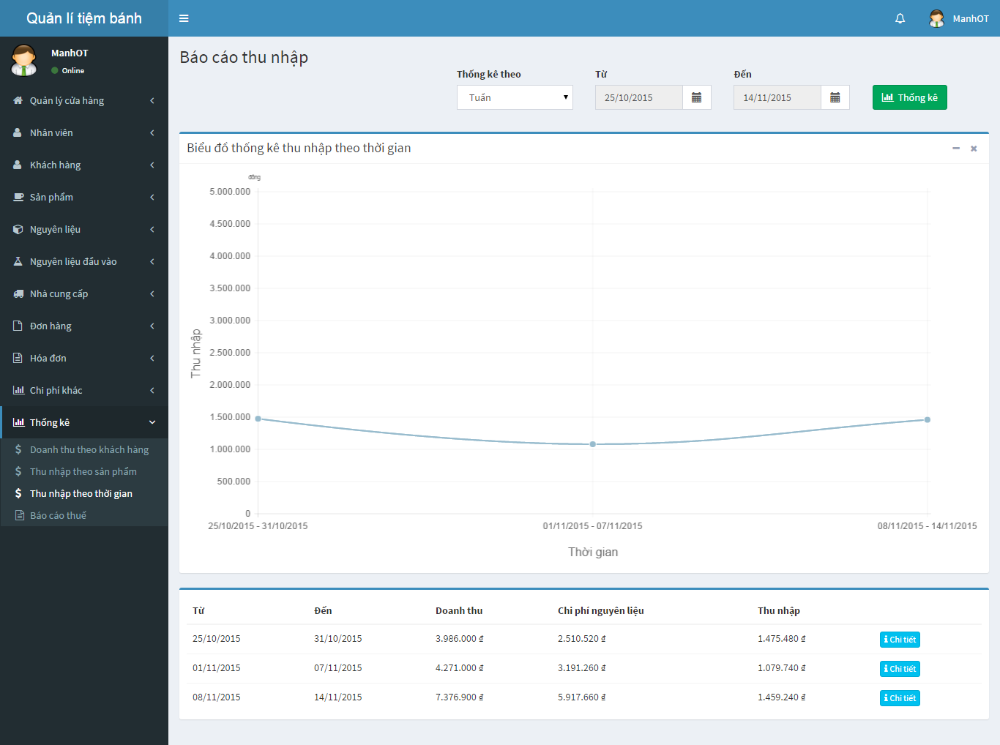 Quản lí tiệm bánh
ManhOT
ManhOT
Online
Quản lý cửa hàng
Nhân viên
Khách hàng
Sản phẩm
Nguyên liệu
Nguyên liệu đầu vào
Nhà cung cấp
Đơn hàng
Hóa đơn
Chi phí khác
Thống kê
Doanh thu theo khách hàng
Thu nhập theo sản phẩm
Thu nhập theo thời gian
Báo cáo thuế
Báo cáo thu nhập
Thống kê theo Từ Đến
Tuần 25/10/2015 14/11/2015 Thống kê
Biểu đồ thống kê thu nhập theo thời gian
đồng
5.000.000
4.500.000
4.000.000
3.500.000
3.000.000
2.500.000
2.000.000
1.500.000
1.000.000
500.000
0
Thu nhập
25/10/2015 - 31/10/2015 01/11/2015 - 07/11/2015 08/11/2015 - 14/11/2015
Thời gian
Từ Đến Doanh thu Chi phí nguyên liệu Thu nhập
25/10/2015 31/10/2015 3.986.000 ₫ 2.510.520 ₫ 1.475.480 ₫ Chi tiết
01/11/2015 07/11/2015 4.271.000 ₫ 3.191.260 ₫ 1.079.740 ₫ Chi tiết
08/11/2015 14/11/2015 7.376.900 ₫ 5.917.660 ₫ 1.459.240 ₫ Chi tiết